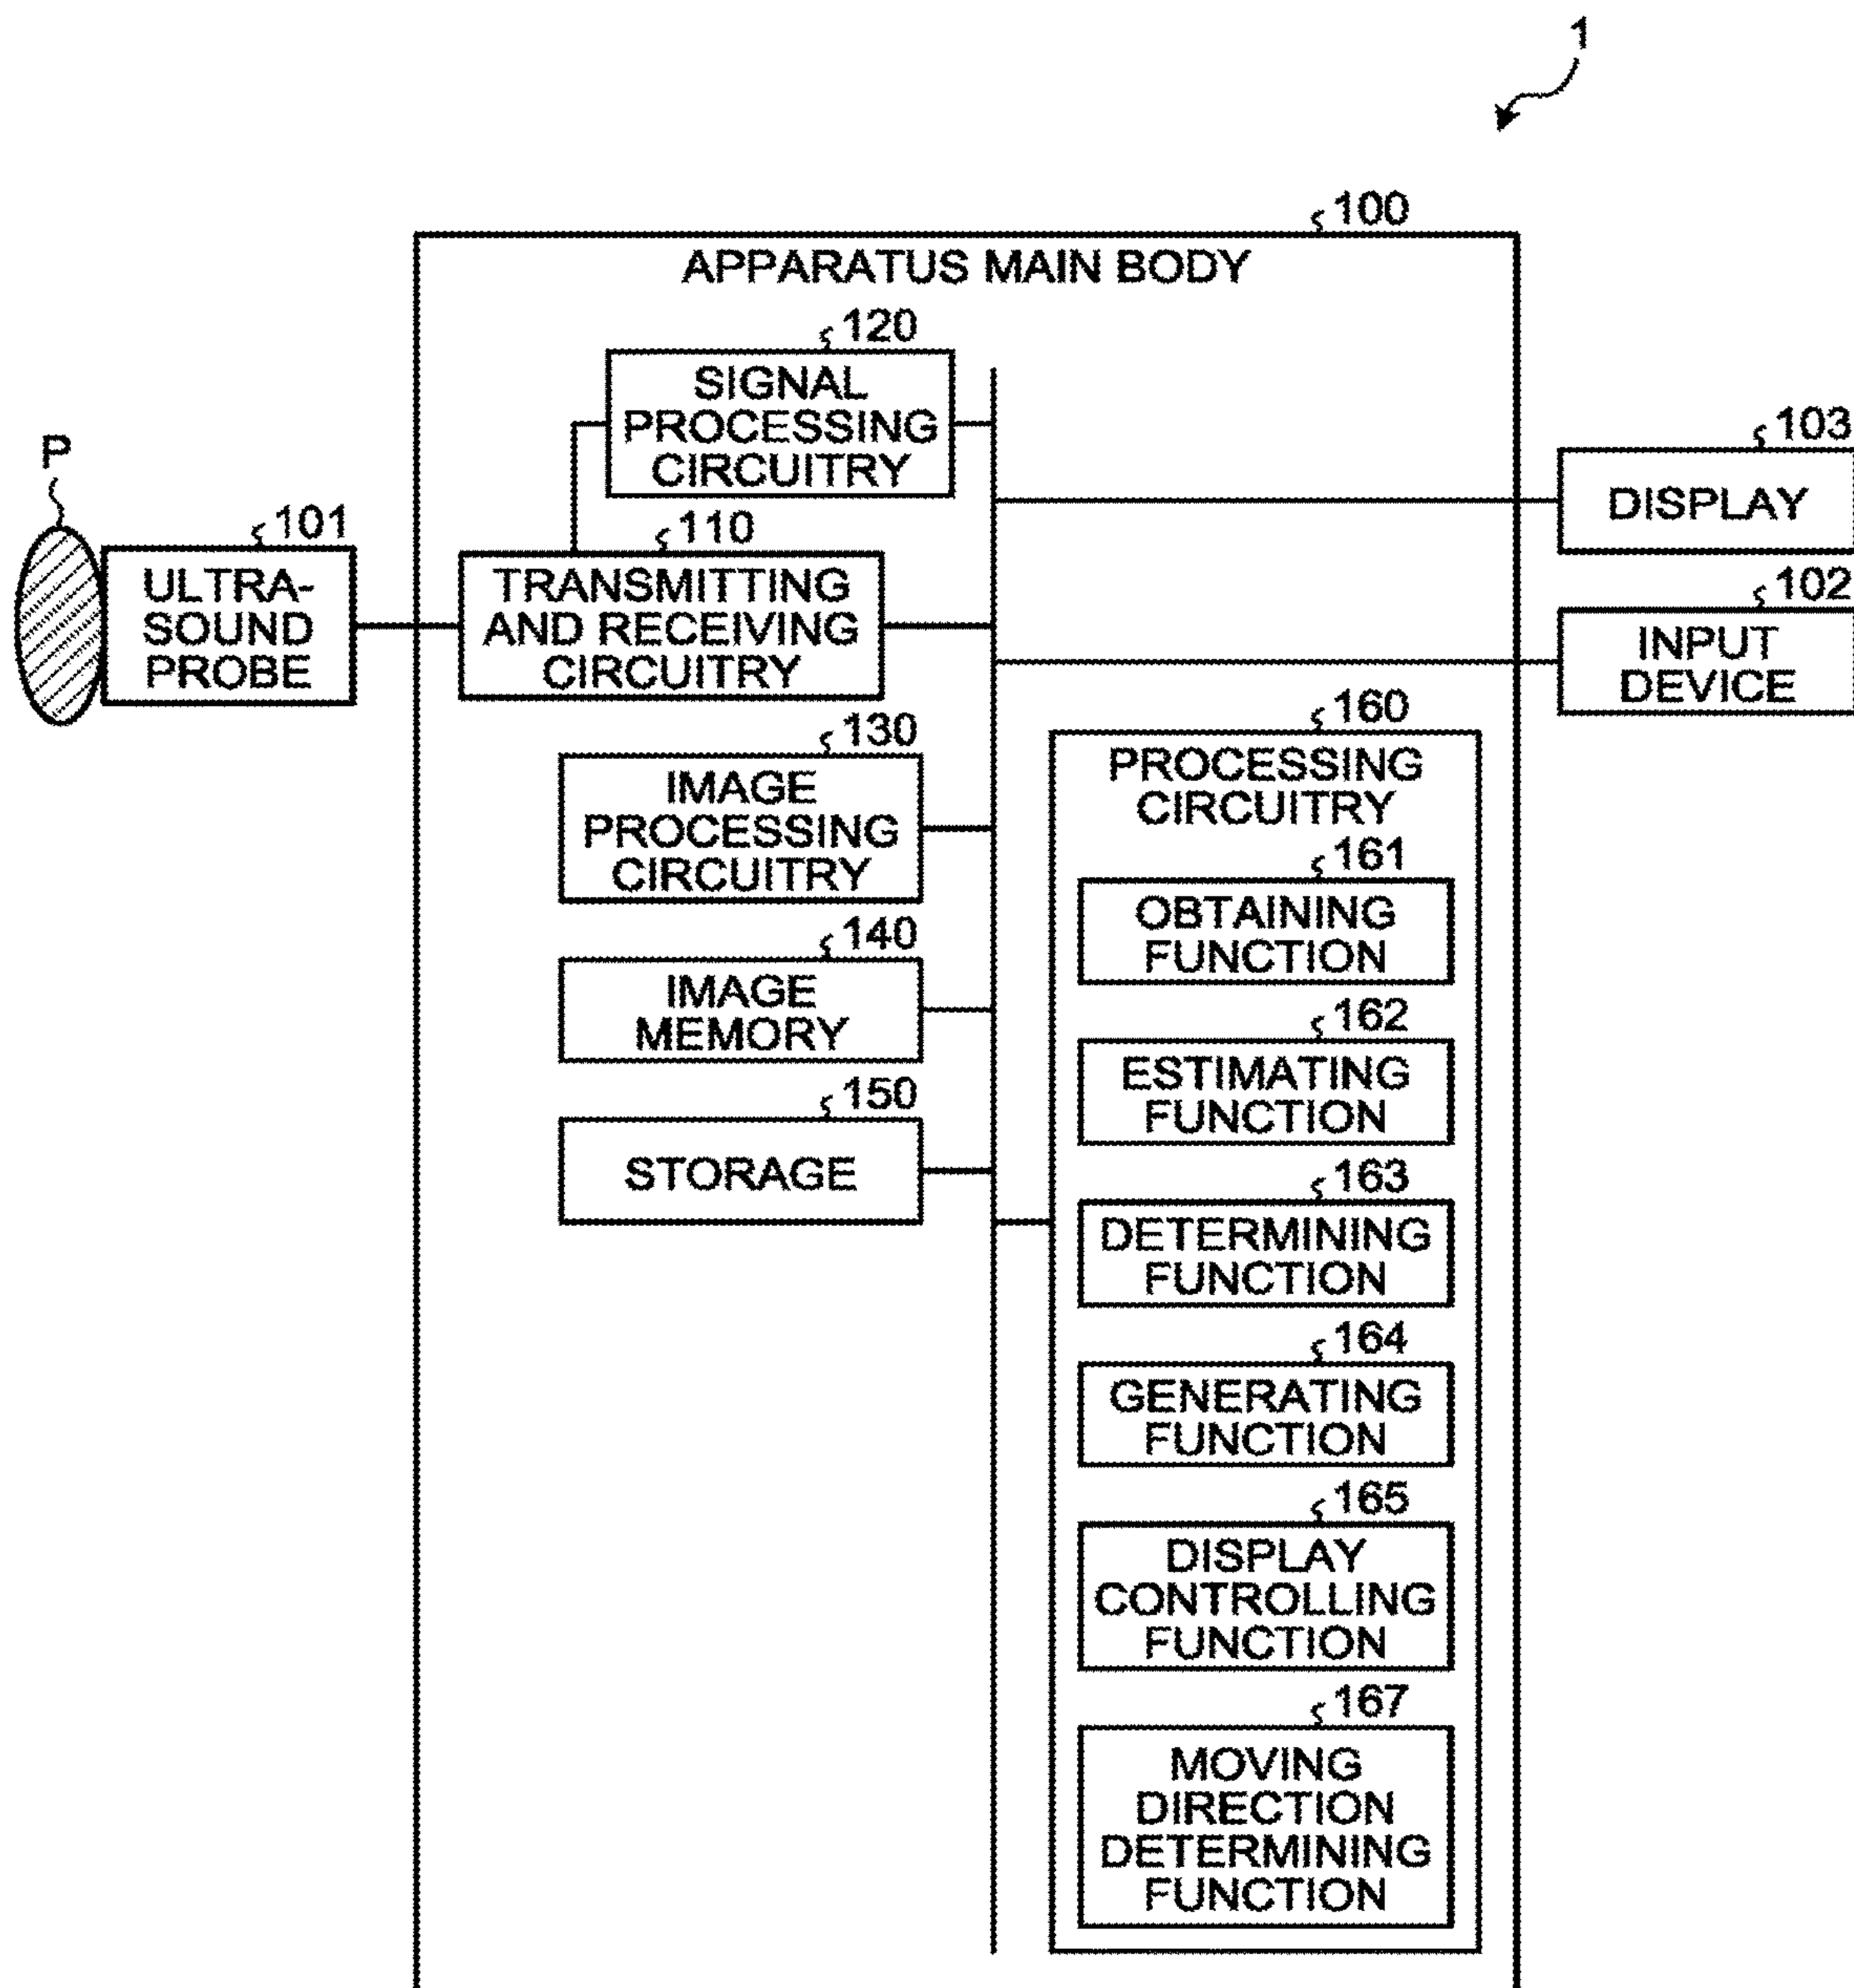 1
100
APPARATUS MAIN BODY
120
SIGNAL
PROCESSING
CIRCUITRY
103
DISPLAY
P
101
ULTRA-
SOUND
PROBE
110
TRANSMITTING
AND RECEIVING
CIRCUITRY
102
INPUT
DEVICE
130
IMAGE
PROCESSING
CIRCUITRY
140
IMAGE
MEMORY
150
STORAGE
160
PROCESSING
CIRCUITRY
161
OBTAINING
FUNCTION
162
ESTIMATING
FUNCTION
163
DETERMINING
FUNCTION
164
GENERATING
FUNCTION
165
DISPLAY
CONTROLLING
FUNCTION
167
MOVING
DIRECTION
DETERMINING
FUNCTION